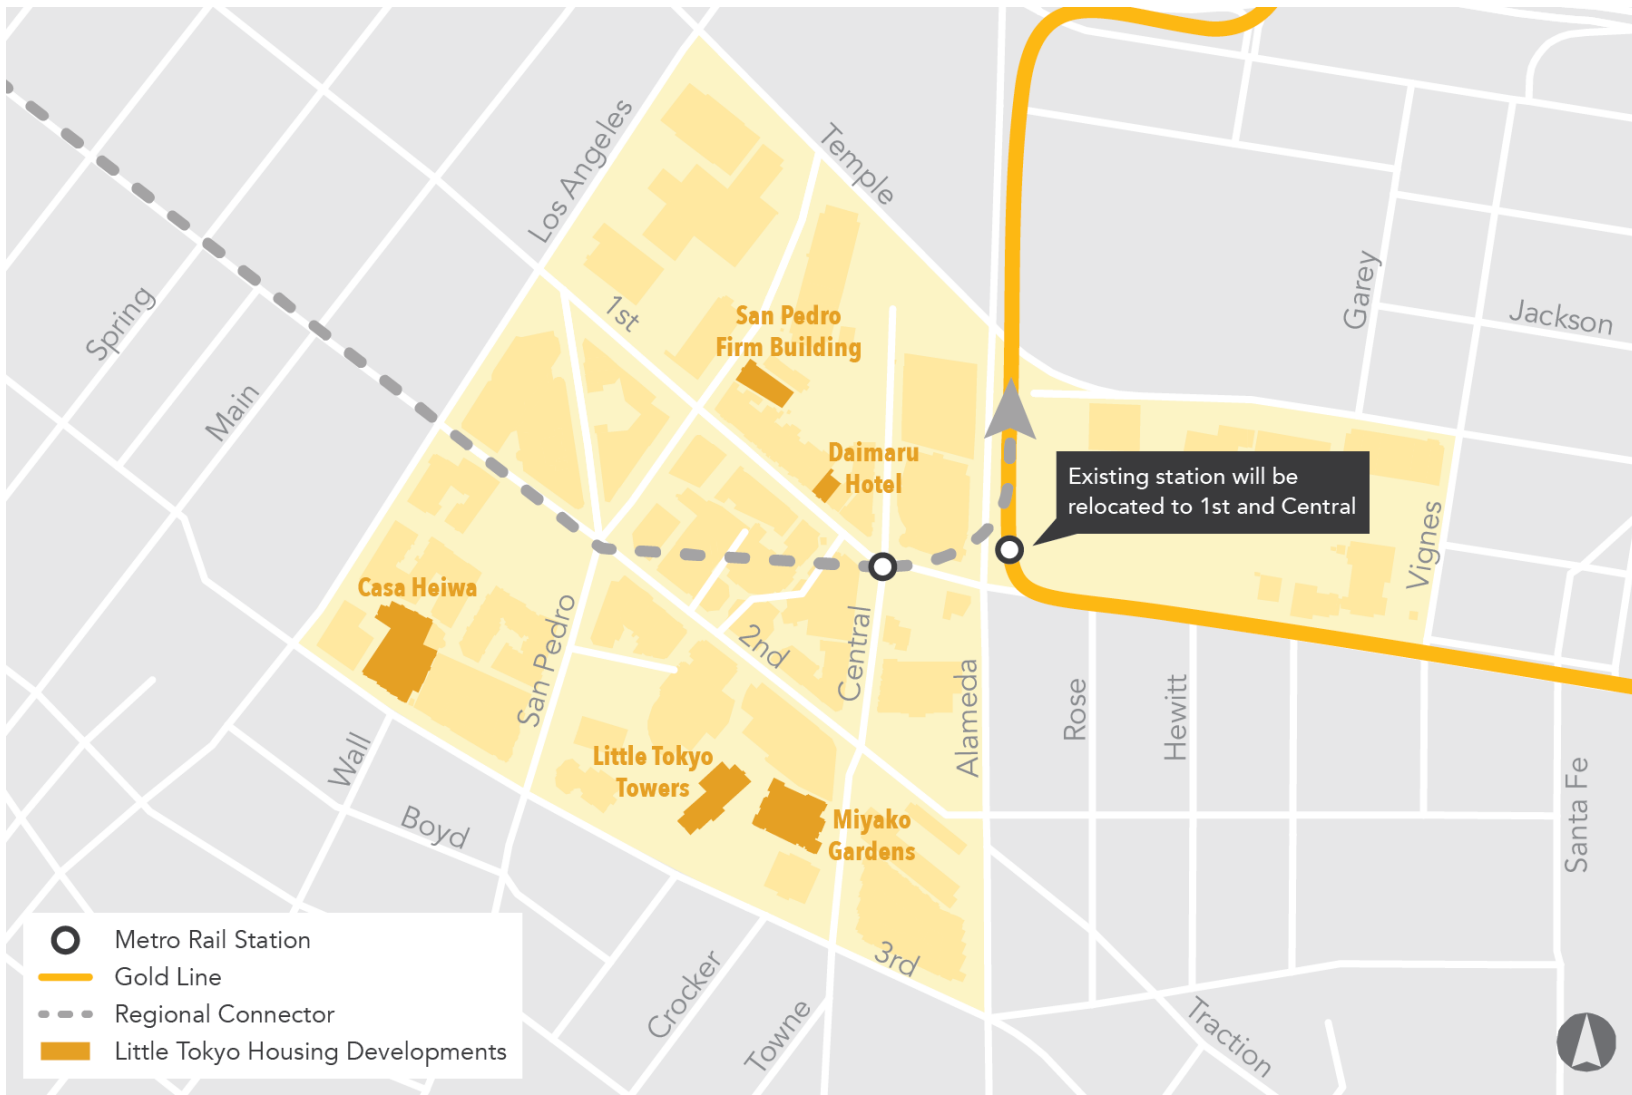 Los Angeles
Temple
Spring
Main
1st
San Pedro
Firm Building
Garey
Jackson
Daimaru
Hotel
Existing station will be
relocated to 1st and Central
Vignes
Casa Heiwa
San Pedro
2nd
Central
Alameda
Rose
Hewitt
Wall
Boyd
Little Tokyo
Towers
Miyako
Gardens
Santa Fe
3rd
Crocker
Towne
Traction
Metro Rail Station
Gold Line
Regional Connector
Little Tokyo Housing Developments